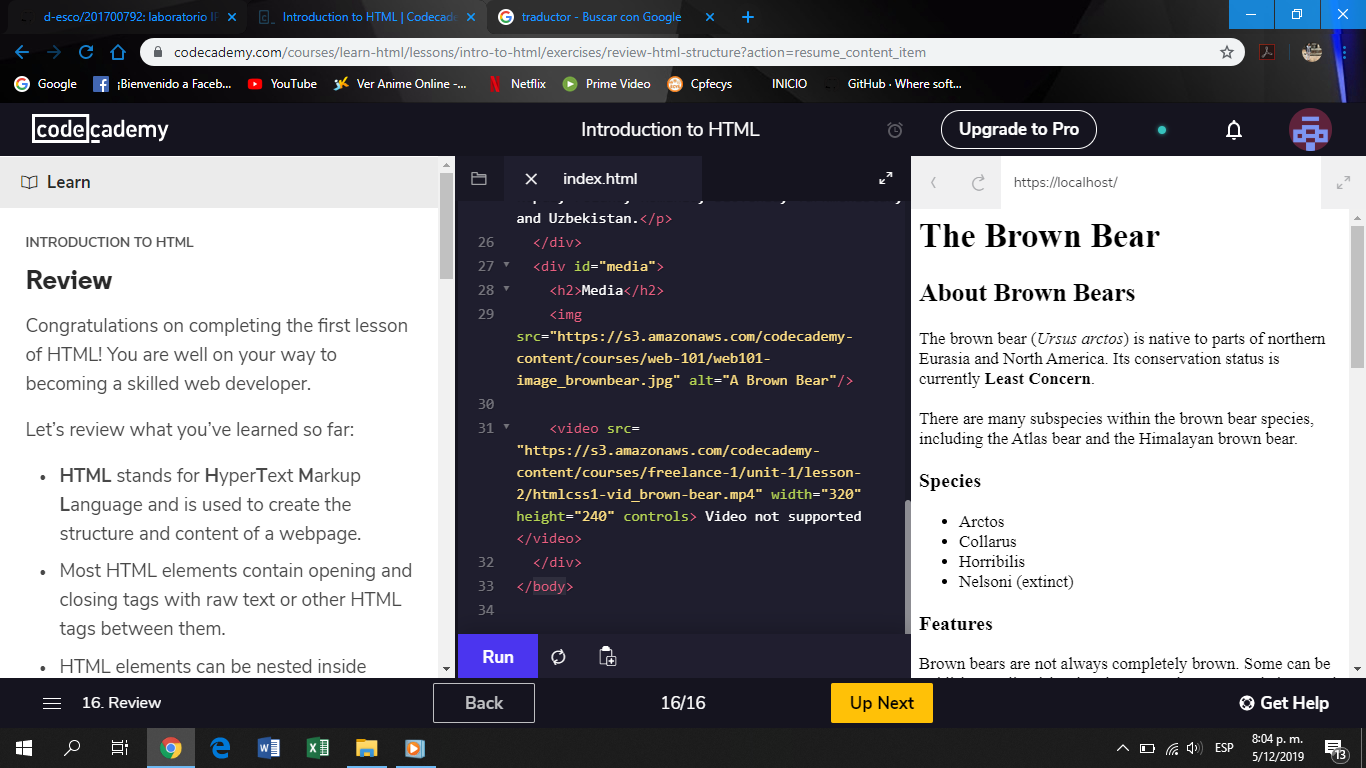 d-esco/201700792: laboratorio IP
Introduction to HTML | Codecade
traductor - Buscar con Google
codecademy.com/courses/learn-html/lessons/intro-to-html/exercises/review-html-structure?action=resume_content_item
Google
¡Bienvenido a Faceb...
YouTube
Ver Anime Online -...
Netflix
Prime Video
Cpfecys
INICIO
GitHub · Where soft...
codecademy
Introduction to HTML
Upgrade to Pro
Learn
INTRODUCTION TO HTML
Review
Congratulations on completing the first lesson
of HTML! You are well on your way to
becoming a skilled web developer.
Let's review what you've learned so far:
• HTML stands for HyperText Markup
Language and is used to create the
structure and content of a webpage.
• Most HTML elements contain opening and
closing tags with raw text or other HTML
tags between them.
• HTML elements can be nested inside
index.html
and Uzbekistan.</p>
26 </div>
27 <div id="media">
28 <h2>Media</h2>
29 <img
src="https://s3.amazonaws.com/codecademy-
content/courses/web-101/web101-
image_brownbear.jpg" alt="A Brown Bear"/>
30
31 <video src=
"https://s3.amazonaws.com/codecademy-
content/courses/freelance-1/unit-1/lesson-
2/htmlcss1-vid_brown-bear.mp4" width="320"
height="240" controls> Video not supported
</video>
32 </div>
33 </body>
34
Run
https://localhost/
The Brown Bear
About Brown Bears
The brown bear (Ursus arctos) is native to parts of northern
Eurasia and North America. Its conservation status is
currently Least Concern.
There are many subspecies within the brown bear species,
including the Atlas bear and the Himalayan brown bear.
Species
• Arctos
• Collarus
• Horribilis
• Nelsoni (extinct)
Features
Brown bears are not always completely brown. Some can be
16. Review
Back
16/16
Up Next
Get Help
ESP
8:04 p. m.
5/12/2019
13